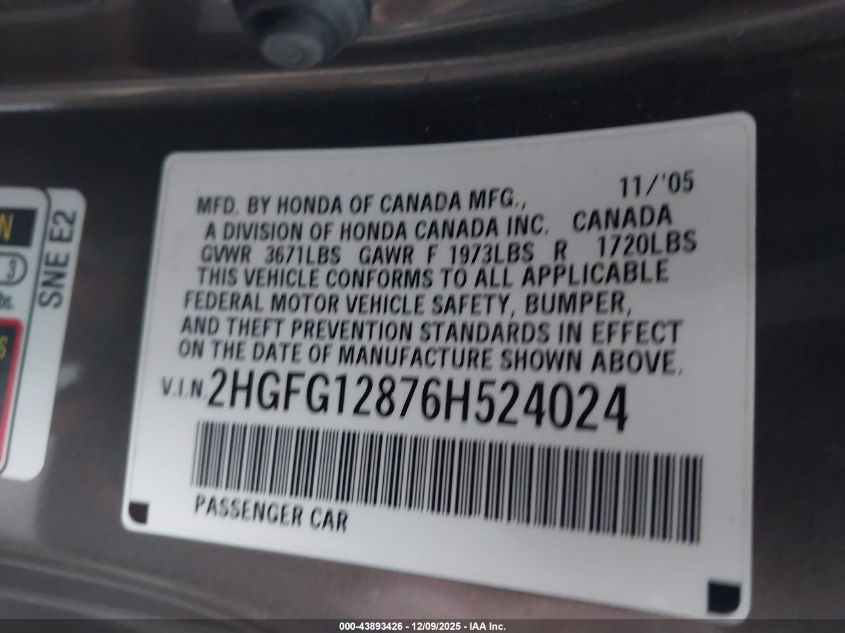 N
3
bs.
S
SNE E2
MFD. BY HONDA OF CANADA MFG., 11/'05
A DIVISION OF HONDA CANADA INC. CANADA
GVWR 3671LBS GAWR F 1973LBS R 1720LBS
THIS VEHICLE CONFORMS TO ALL APPLICABLE
FEDERAL MOTOR VEHICLE SAFETY, BUMPER,
AND THEFT PREVENTION STANDARDS IN EFFECT
ON THE DATE OF MANUFACTURE SHOWN ABOVE.
V.I.N. 2HGFG12876H524024
PASSENGER CAR
000-43893426 - 12/09/2025 - IAA Inc.